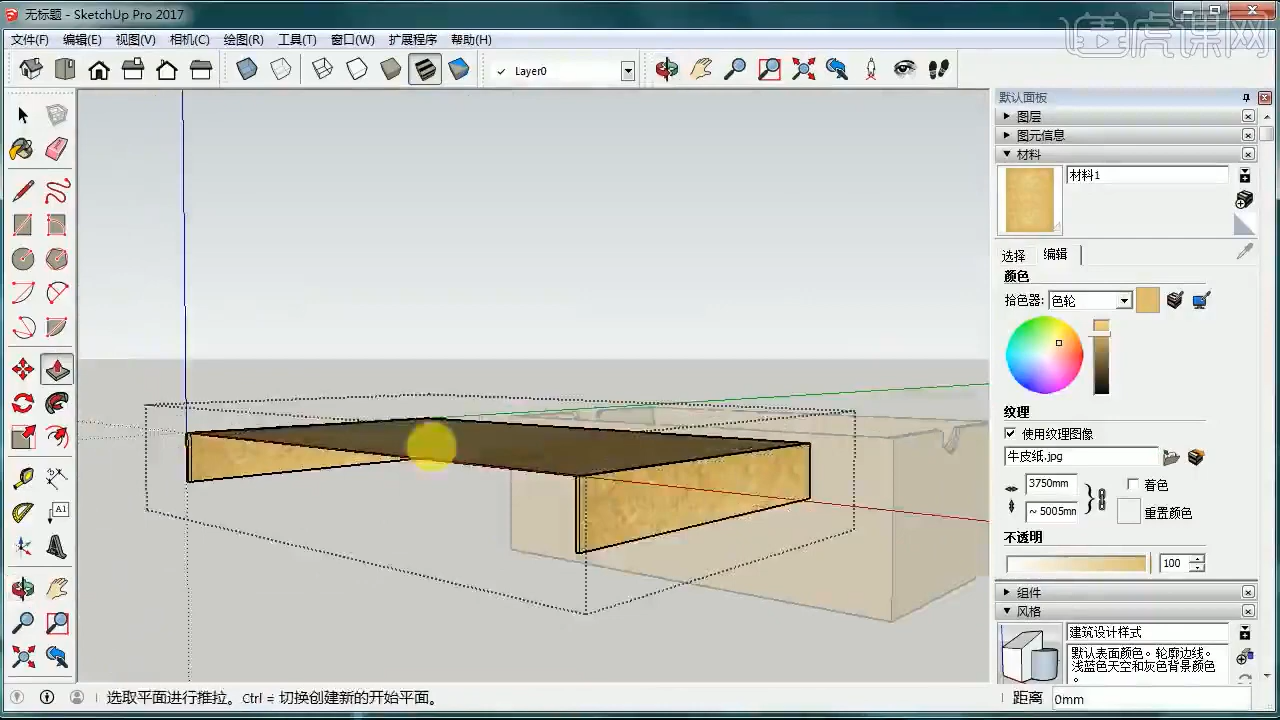 无标题 - SketchUp Pro 2017
虎课网
文件(F) 编辑(E) 视图(V) 相机(C) 绘图(R) 工具(T) 窗口(W) 扩展程序 帮助(H)
Layer0
默认面板
图层
图元信息
材料
材料1
选择 编辑
颜色
拾色器: 色轮
纹理
使用纹理图像
牛皮纸.jpg
3750mm
着色
~ 5005mm
重置颜色
不透明
100
组件
风格
建筑设计样式
默认表面颜色。轮廓边线。
浅蓝色天空和灰色背景颜色
。
A1
选取平面进行推拉。Ctrl = 切换创建新的开始平面。
距离 0mm